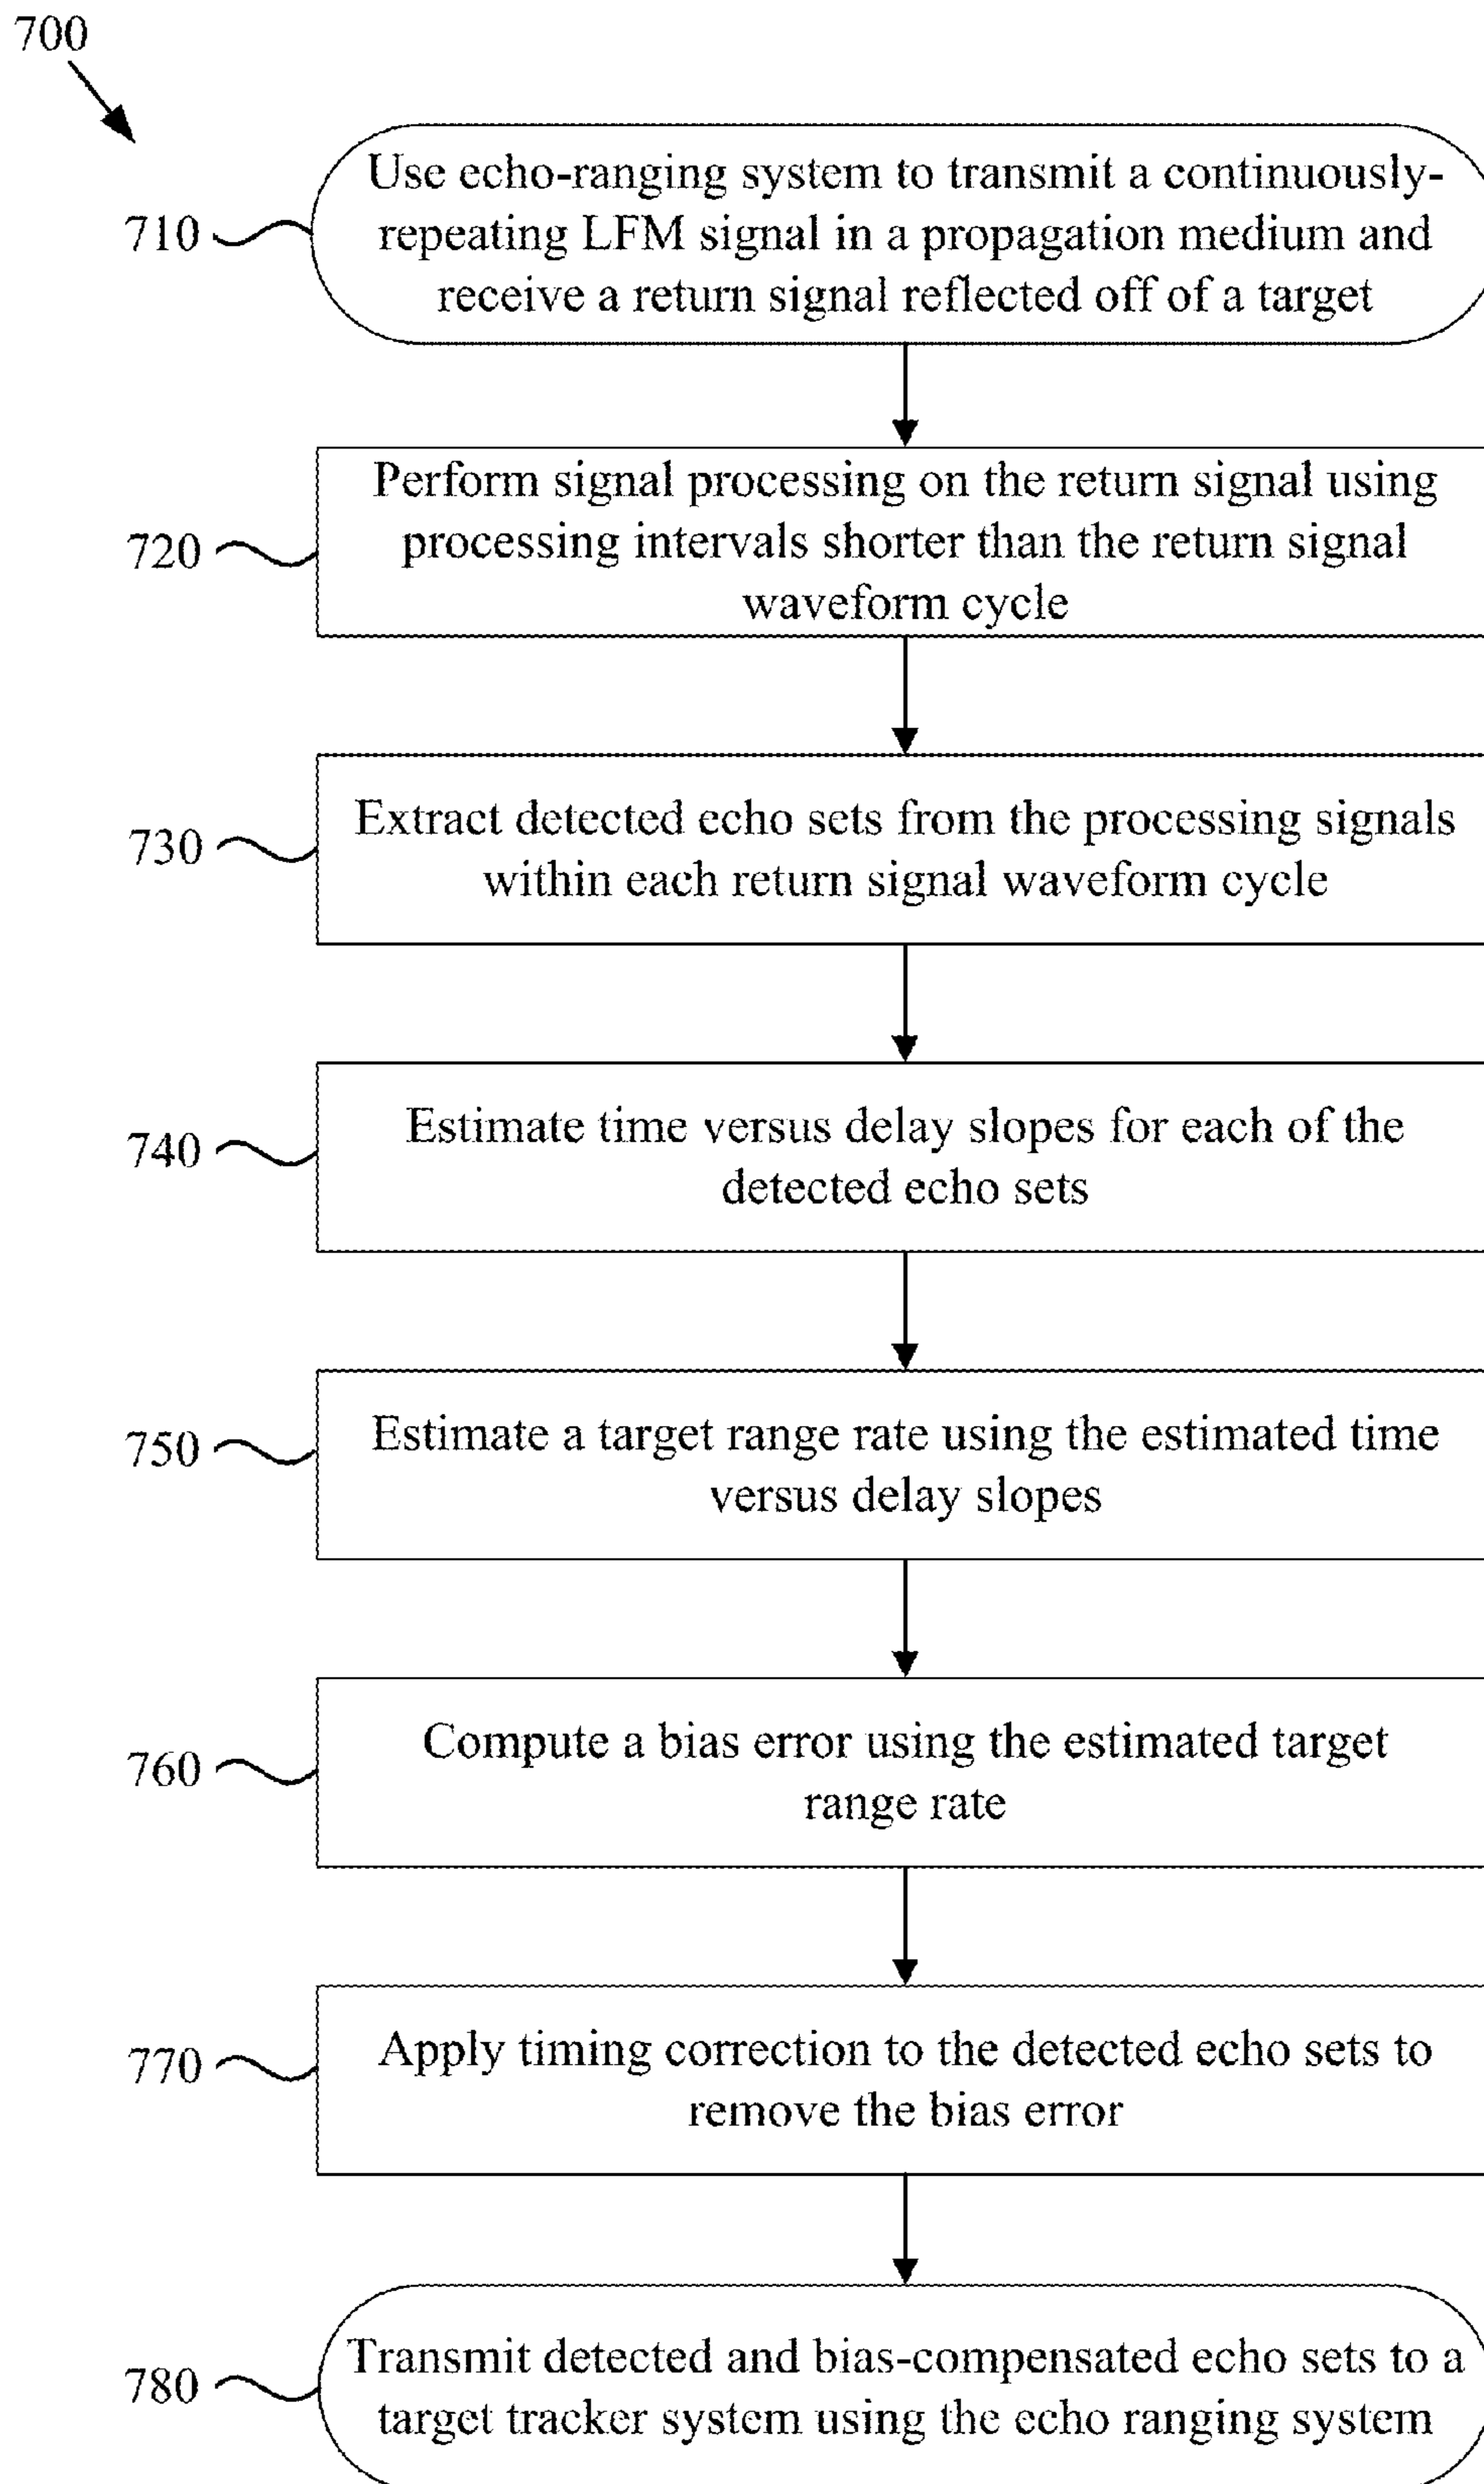 700
710
Use echo-ranging system to transmit a continuously-
repeating LFM signal in a propagation medium and
receive a return signal reflected off of a target
720
Perform signal processing on the return signal using
processing intervals shorter than the return signal
waveform cycle
730
Extract detected echo sets from the processing signals
within each return signal waveform cycle
740
Estimate time versus delay slopes for each of the
detected echo sets
750
Estimate a target range rate using the estimated time
versus delay slopes
760
Compute a bias error using the estimated target
range rate
770
Apply timing correction to the detected echo sets to
remove the bias error
780
Transmit detected and bias-compensated echo sets to a
target tracker system using the echo ranging system